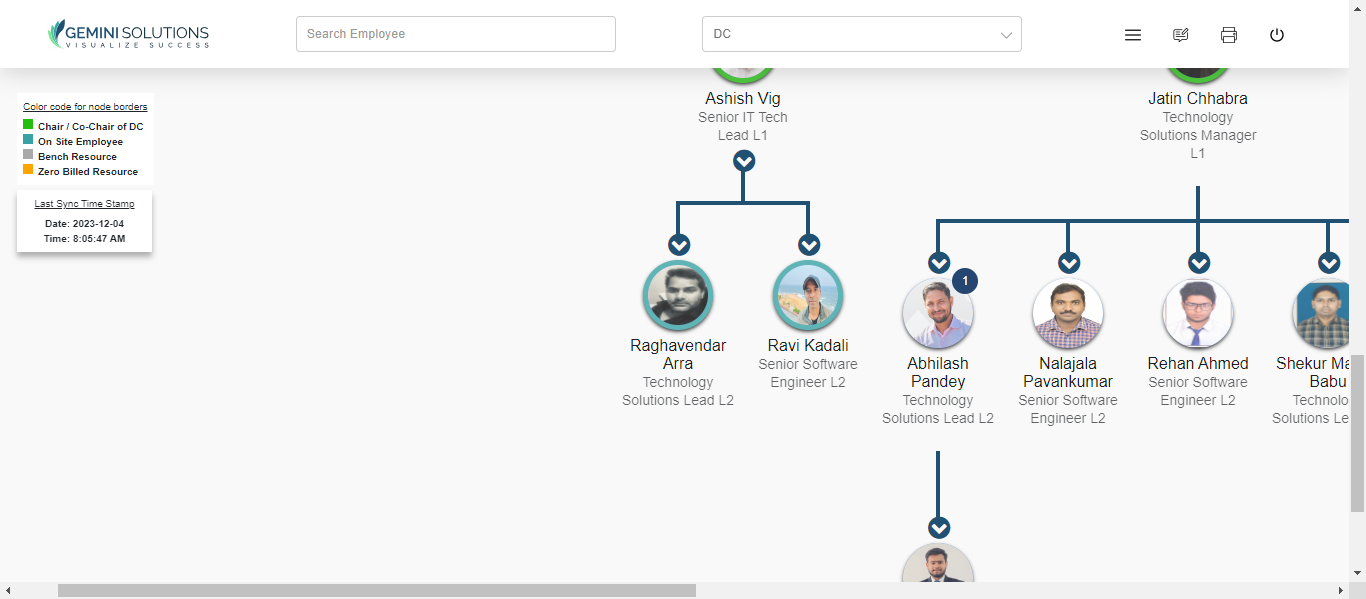 GEMINI SOLUTIONS
VISUALIZE SUCCESS
Search Employee
DC
Color code for node borders
Chair / Co-Chair of DC
On Site Employee
Bench Resource
Zero Billed Resource
Last Sync Time Stamp
Date: 2023-12-04
Time: 8:05:47 AM
Ashish Vig
Senior IT Tech
Lead L1
Jatin Chhabra
Technology
Solutions Manager
L1
Raghavendar
Arra
Technology
Solutions Lead L2
Ravi Kadali
Senior Software
Engineer L2
1
Abhilash
Pandey
Technology
Solutions Lead L2
Nalajala
Pavankumar
Senior Software
Engineer L2
Rehan Ahmed
Senior Software
Engineer L2
Shekur Ma
Babu
Technolo
Solutions Le